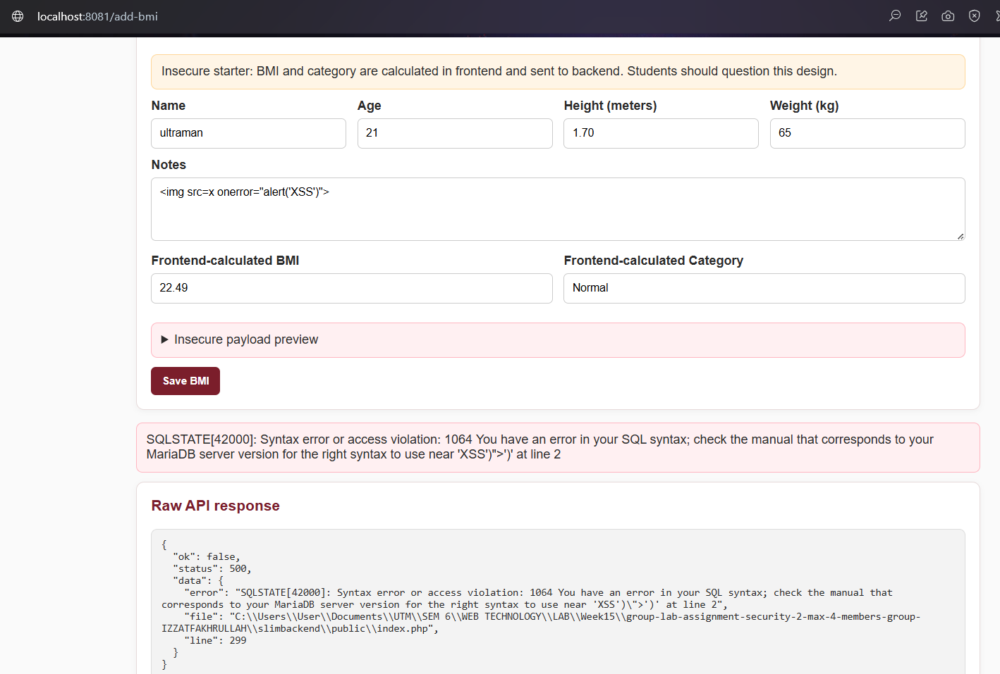 localhost:8081/add-bmi
Insecure starter: BMI and category are calculated in frontend and sent to backend. Students should question this design.
Name Age Height (meters) Weight (kg)
ultraman 21 1.70 65
Notes
<img src=x onerror="alert('XSS')">
Frontend-calculated BMI Frontend-calculated Category
22.49 Normal
Insecure payload preview
Save BMI
SQLSTATE[42000]: Syntax error or access violation: 1064 You have an error in your SQL syntax; check the manual that corresponds to your
MariaDB server version for the right syntax to use near 'XSS')">')' at line 2
Raw API response
{
  "ok": false,
  "status": 500,
  "data": {
    "error": "SQLSTATE[42000]: Syntax error or access violation: 1064 You have an error in your SQL syntax; check the manual that
corresponds to your MariaDB server version for the right syntax to use near 'XSS')\">')' at line 2",
    "file": "C:\\Users\\User\\Documents\\UTM\\SEM 6\\WEB TECHNOLOGY\\LAB\\Week15\\group-lab-assignment-security-2-max-4-members-group-
IZZATFAKHRULLAH\\slimbackend\\public\\index.php",
    "line": 299
  }
}